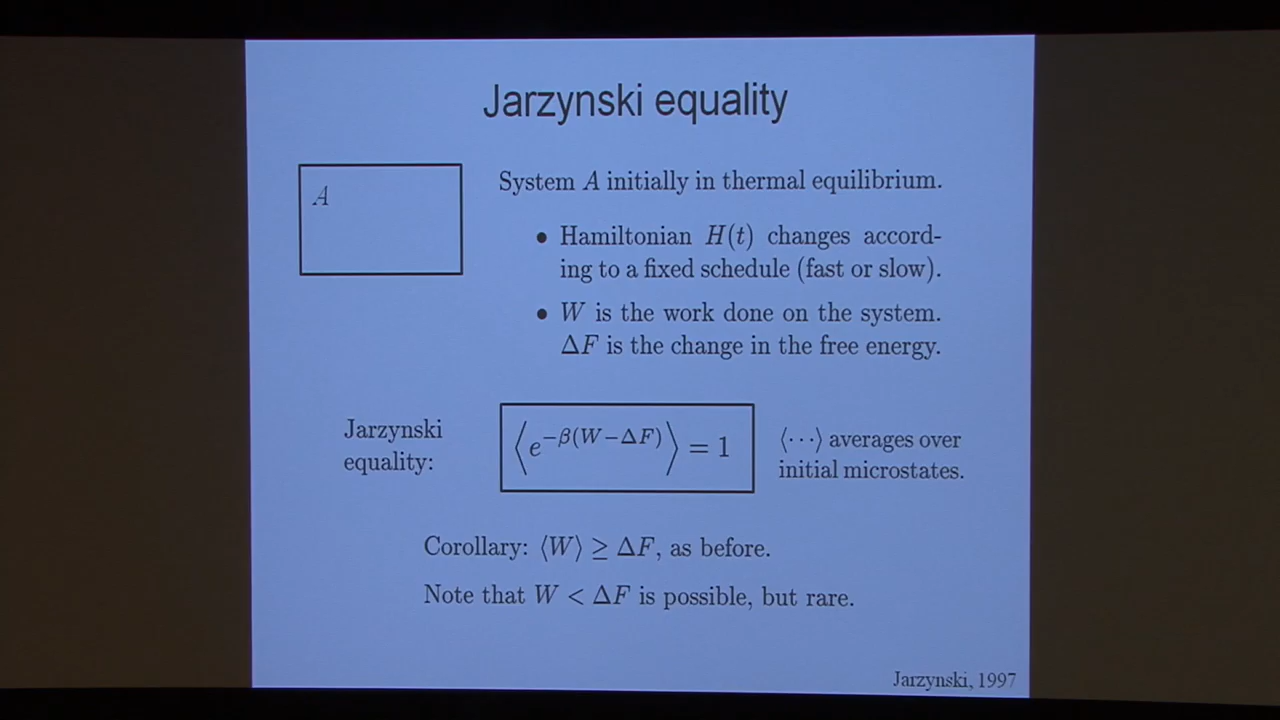 Jarzynski equality
A
System A initially in thermal equilibrium.
• Hamiltonian H(t) changes accord-
ing to a fixed schedule (fast or slow).
• W is the work done on the system.
ΔF is the change in the free energy.
Jarzynski
equality:
⟨e^{−β(W−ΔF)}⟩ = 1
⟨⋯⟩ averages over
initial microstates.
Corollary: ⟨W⟩ ≥ ΔF, as before.
Note that W < ΔF is possible, but rare.
Jarzynski, 1997